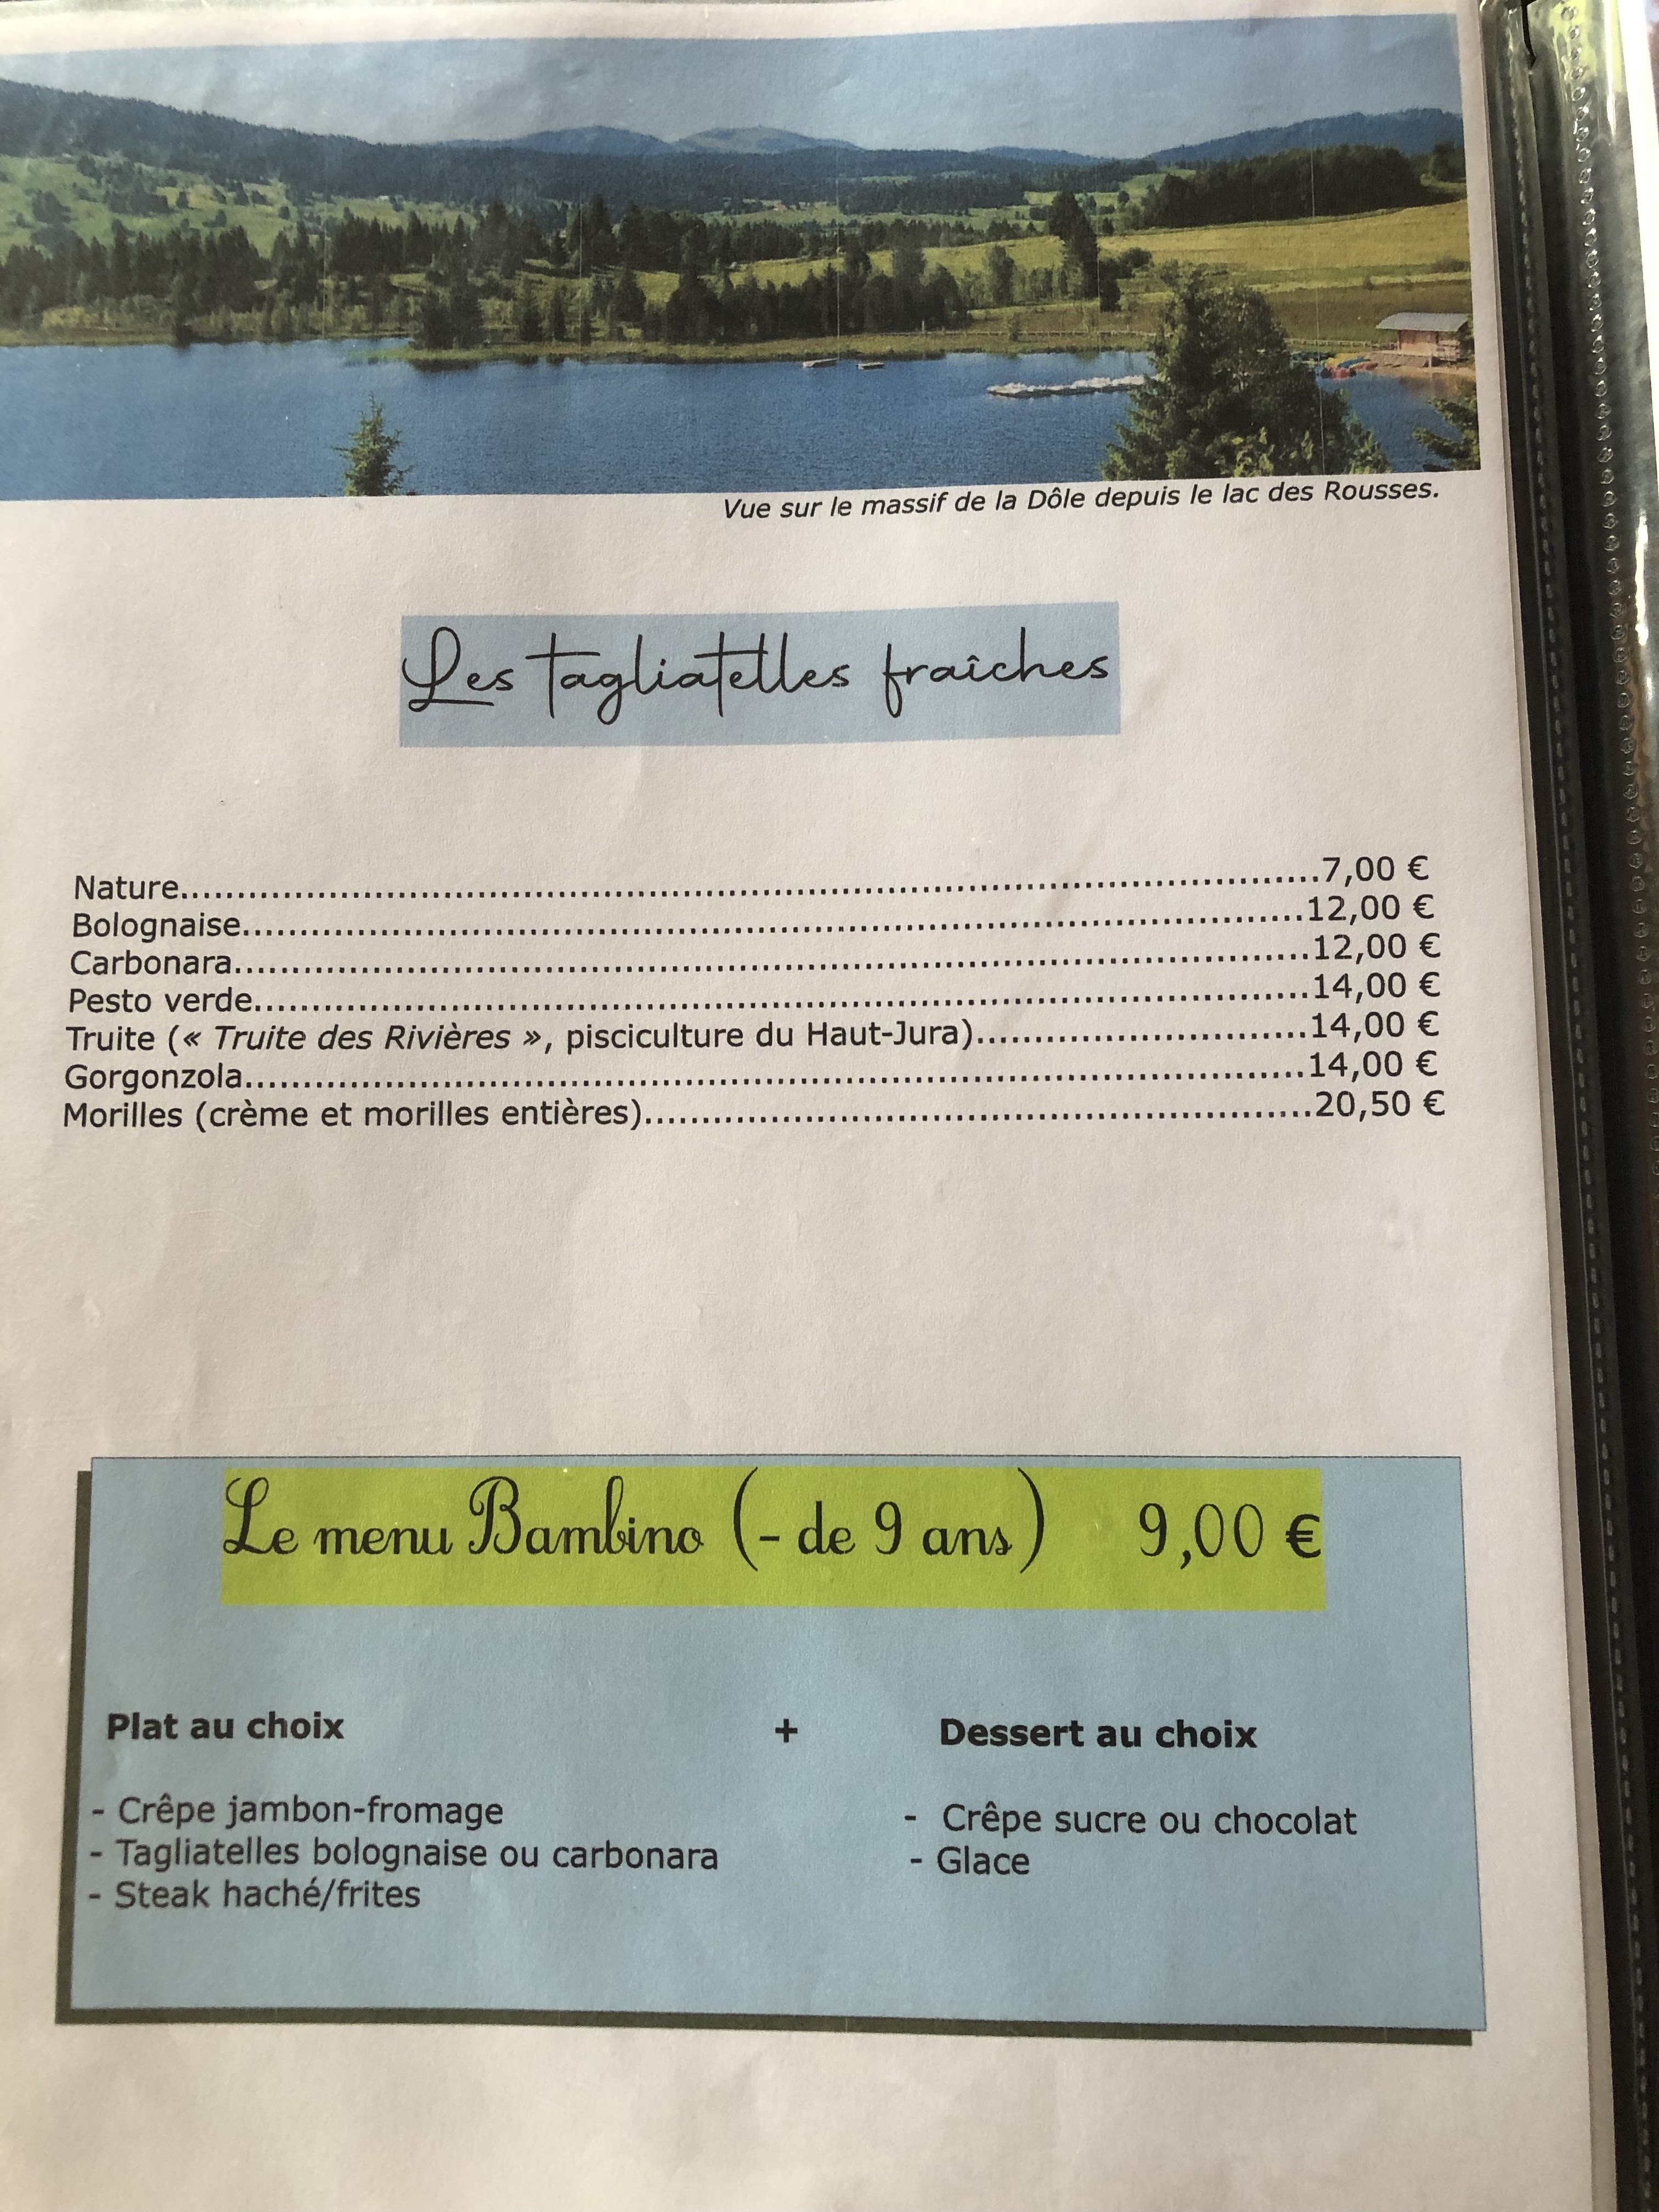 Vue sur le massif de la Dôle depuis le lac des Rousses.
Les tagliatelles fraîches
Nature.......................................................................................................................7,00 €
Bolognaise................................................................................................................12,00 €
Carbonara.................................................................................................................12,00 €
Pesto verde...............................................................................................................14,00 €
Truite (« Truite des Rivières », pisciculture du Haut-Jura)...................................14,00 €
Gorgonzola................................................................................................................14,00 €
Morilles (crème et morilles entières).......................................................................20,50 €
Le menu Bambino (- de 9 ans) 9,00 €
Plat au choix + Dessert au choix
- Crêpe jambon-fromage
- Tagliatelles bolognaise ou carbonara
- Steak haché/frites
- Crêpe sucre ou chocolat
- Glace